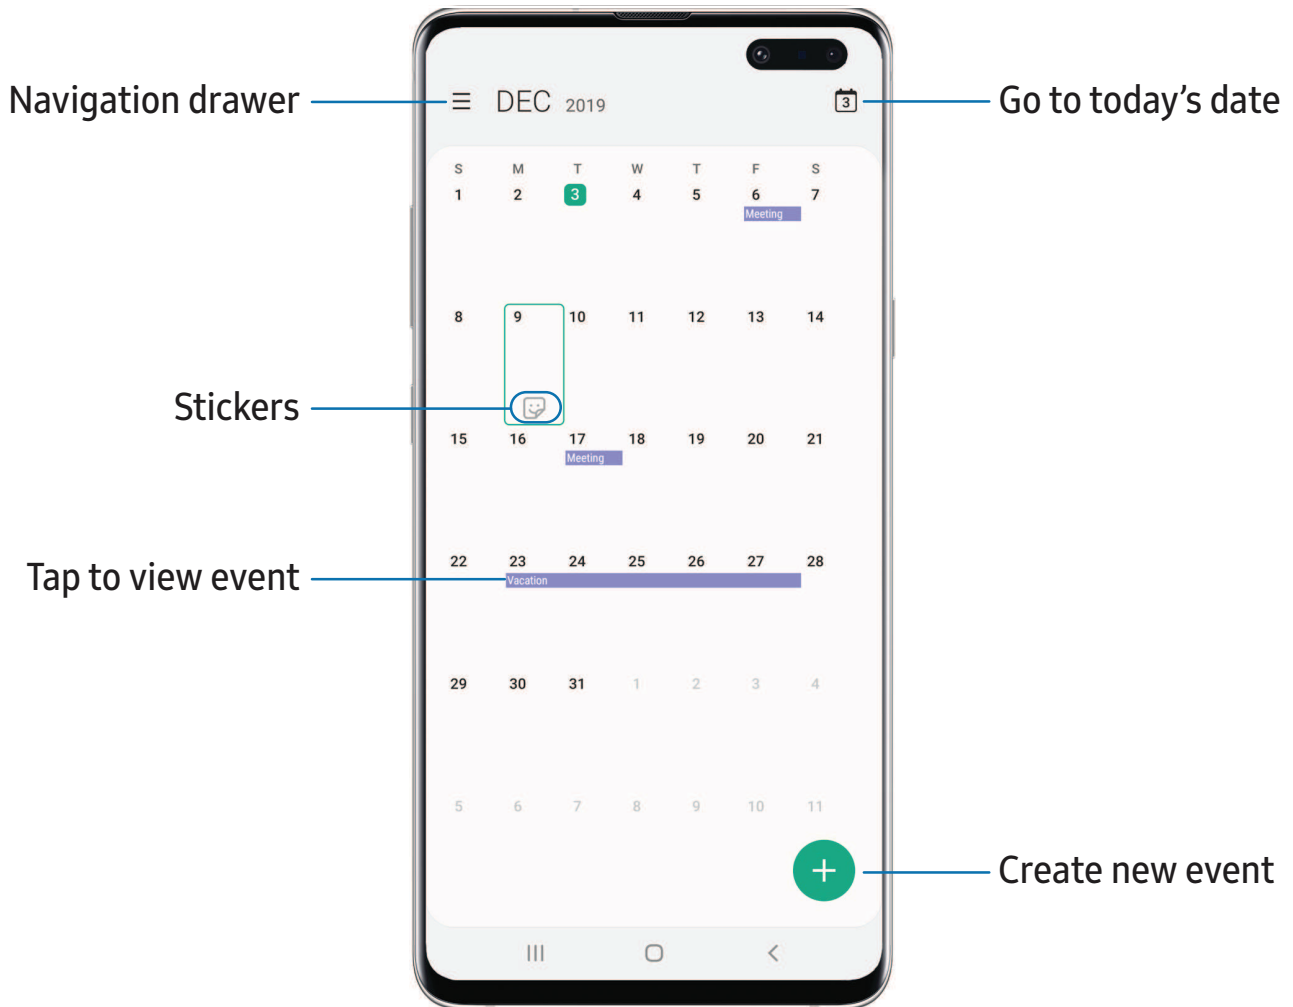 Navigation drawer
DEC 2019
3
Go to today's date
S M T W T F S
1 2 3 4 5 6 7
Meeting
8 9 10 11 12 13 14
Stickers
15 16 17 18 19 20 21
Meeting
22 23 24 25 26 27 28
Tap to view event
Vacation
29 30 31 1 2 3 4
5 6 7 8 9 10 11
Create new event